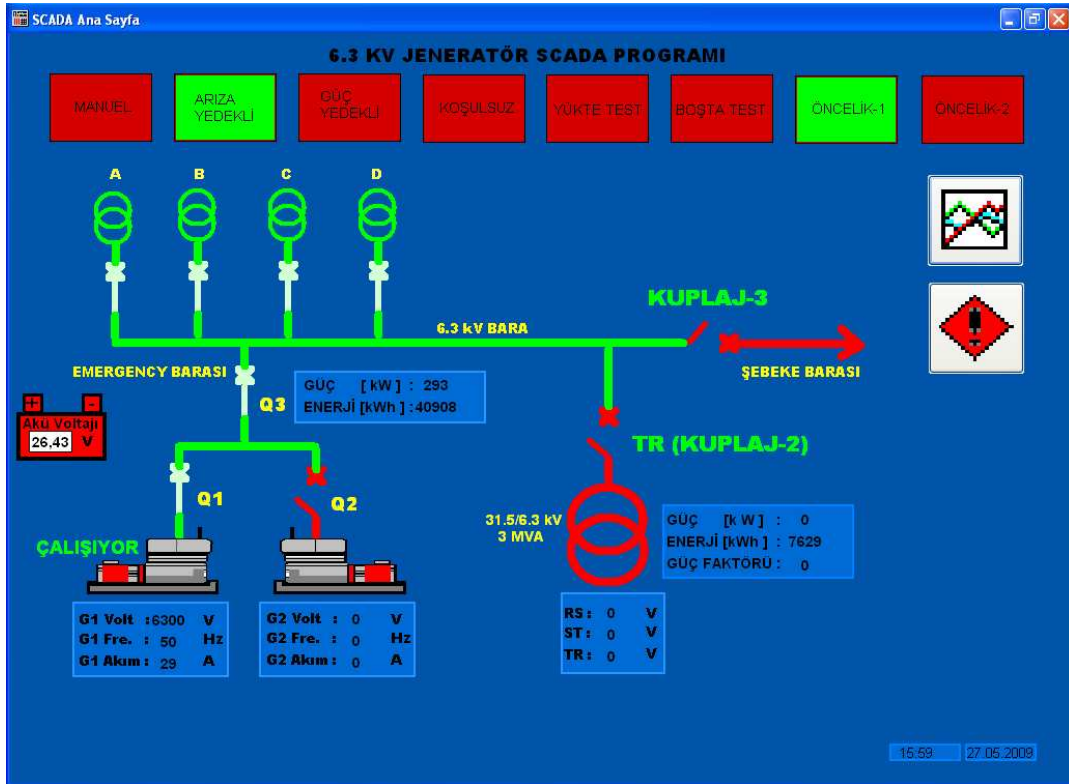 SCADA Ana Sayfa
6.3 KV JENERATÖR SCADA PROGRAMI
MANUEL
ARIZA
YEDEKLİ
GÜÇ
YEDEKLİ
KOŞULSUZ
YÜKTE TEST
BOŞTA TEST
ÖNCELİK-1
ÖNCELİK-2
A
B
C
D
KUPLAJ-3
6.3 kV BARA
ŞEBEKE BARASI
EMERGENCY BARASI
GÜÇ [ kW ] : 293
ENERJİ [kWh ] :40908
Q3
+ -
Akü Voltajı
26,43 V
TR (KUPLAJ-2)
Q1
Q2
31.5/6.3 kV
3 MVA
GÜÇ [k W ] : 0
ENERJİ [kWh] : 7629
GÜÇ FAKTÖRÜ : 0
ÇALIŞIYOR
G1 Volt :6300 V
G1 Fre. : 50 Hz
G1 Akım : 29 A
G2 Volt : 0 V
G2 Fre. : 0 Hz
G2 Akım : 0 A
RS : 0 V
ST : 0 V
TR : 0 V
15:59 27.05.2009